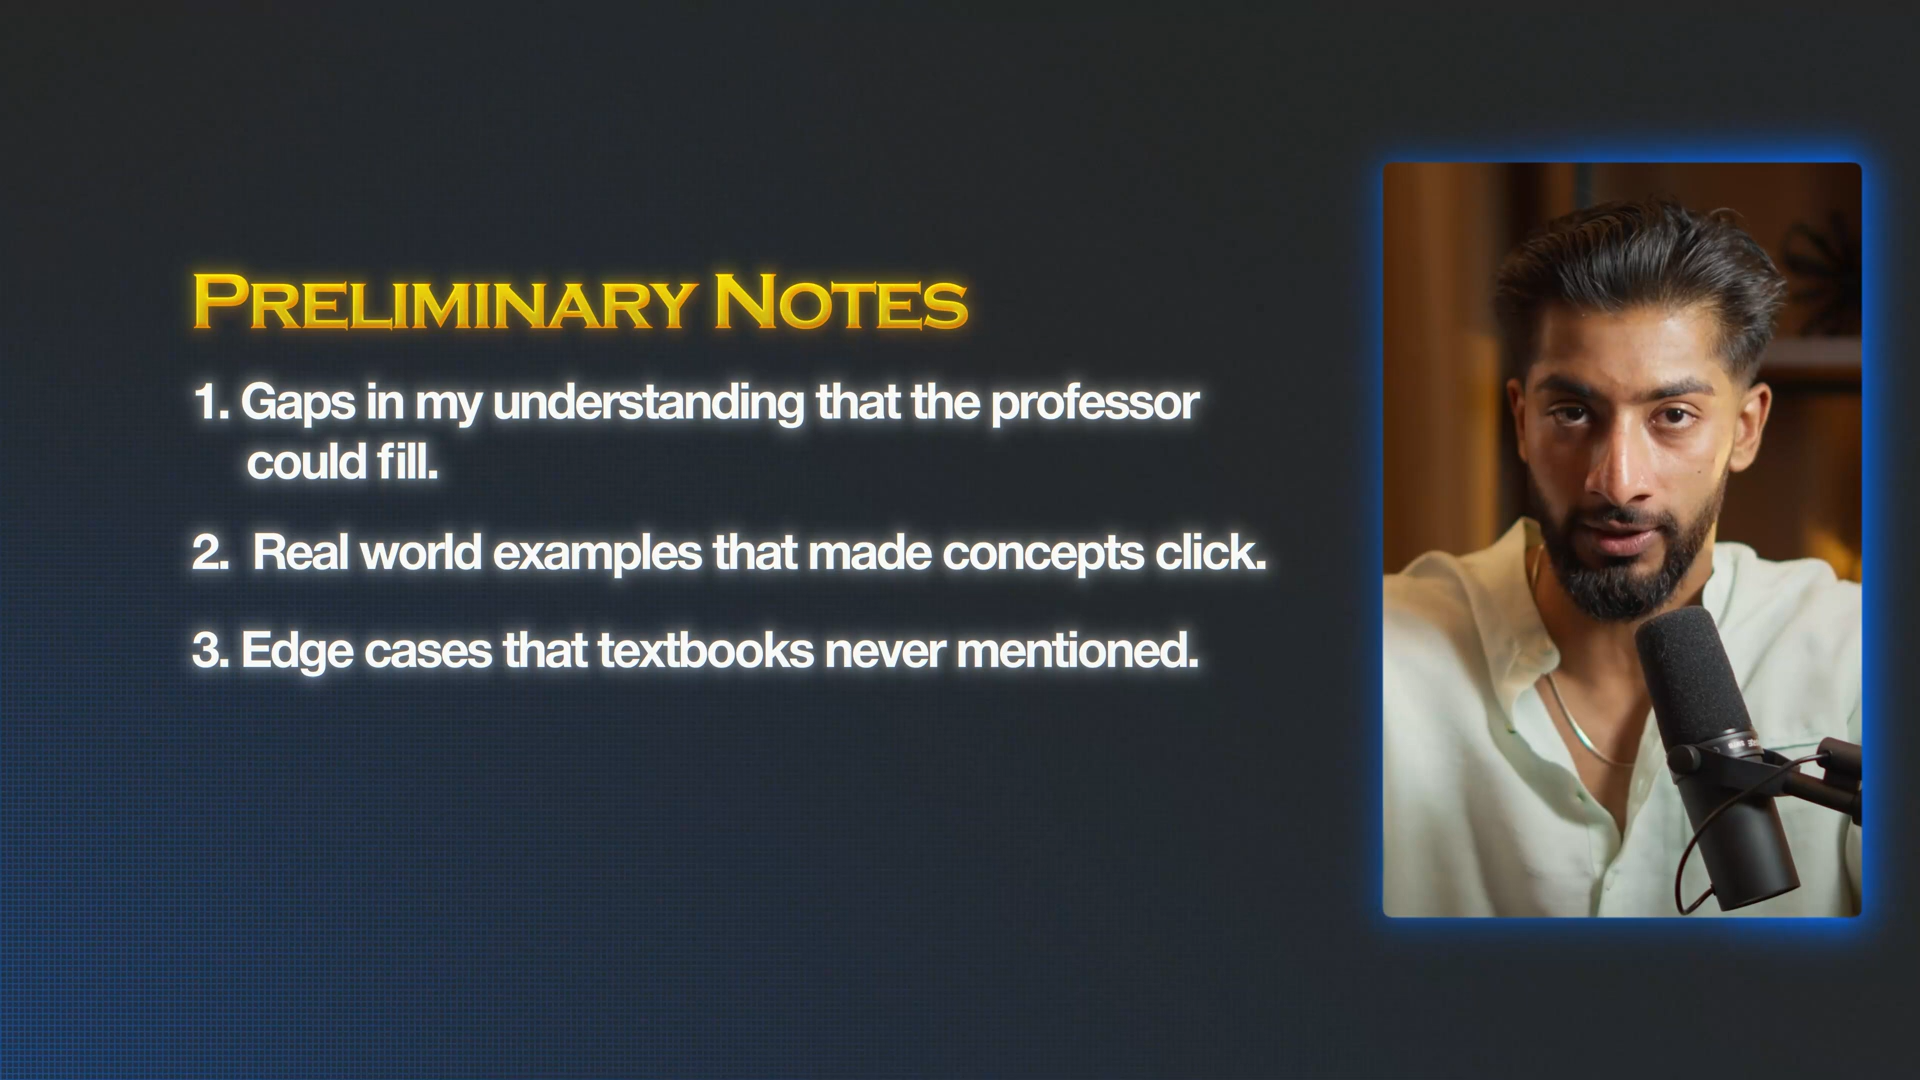 PRELIMINARY NOTES
1. Gaps in my understanding that the professor
could fill.
2. Real world examples that made concepts click.
3. Edge cases that textbooks never mentioned.